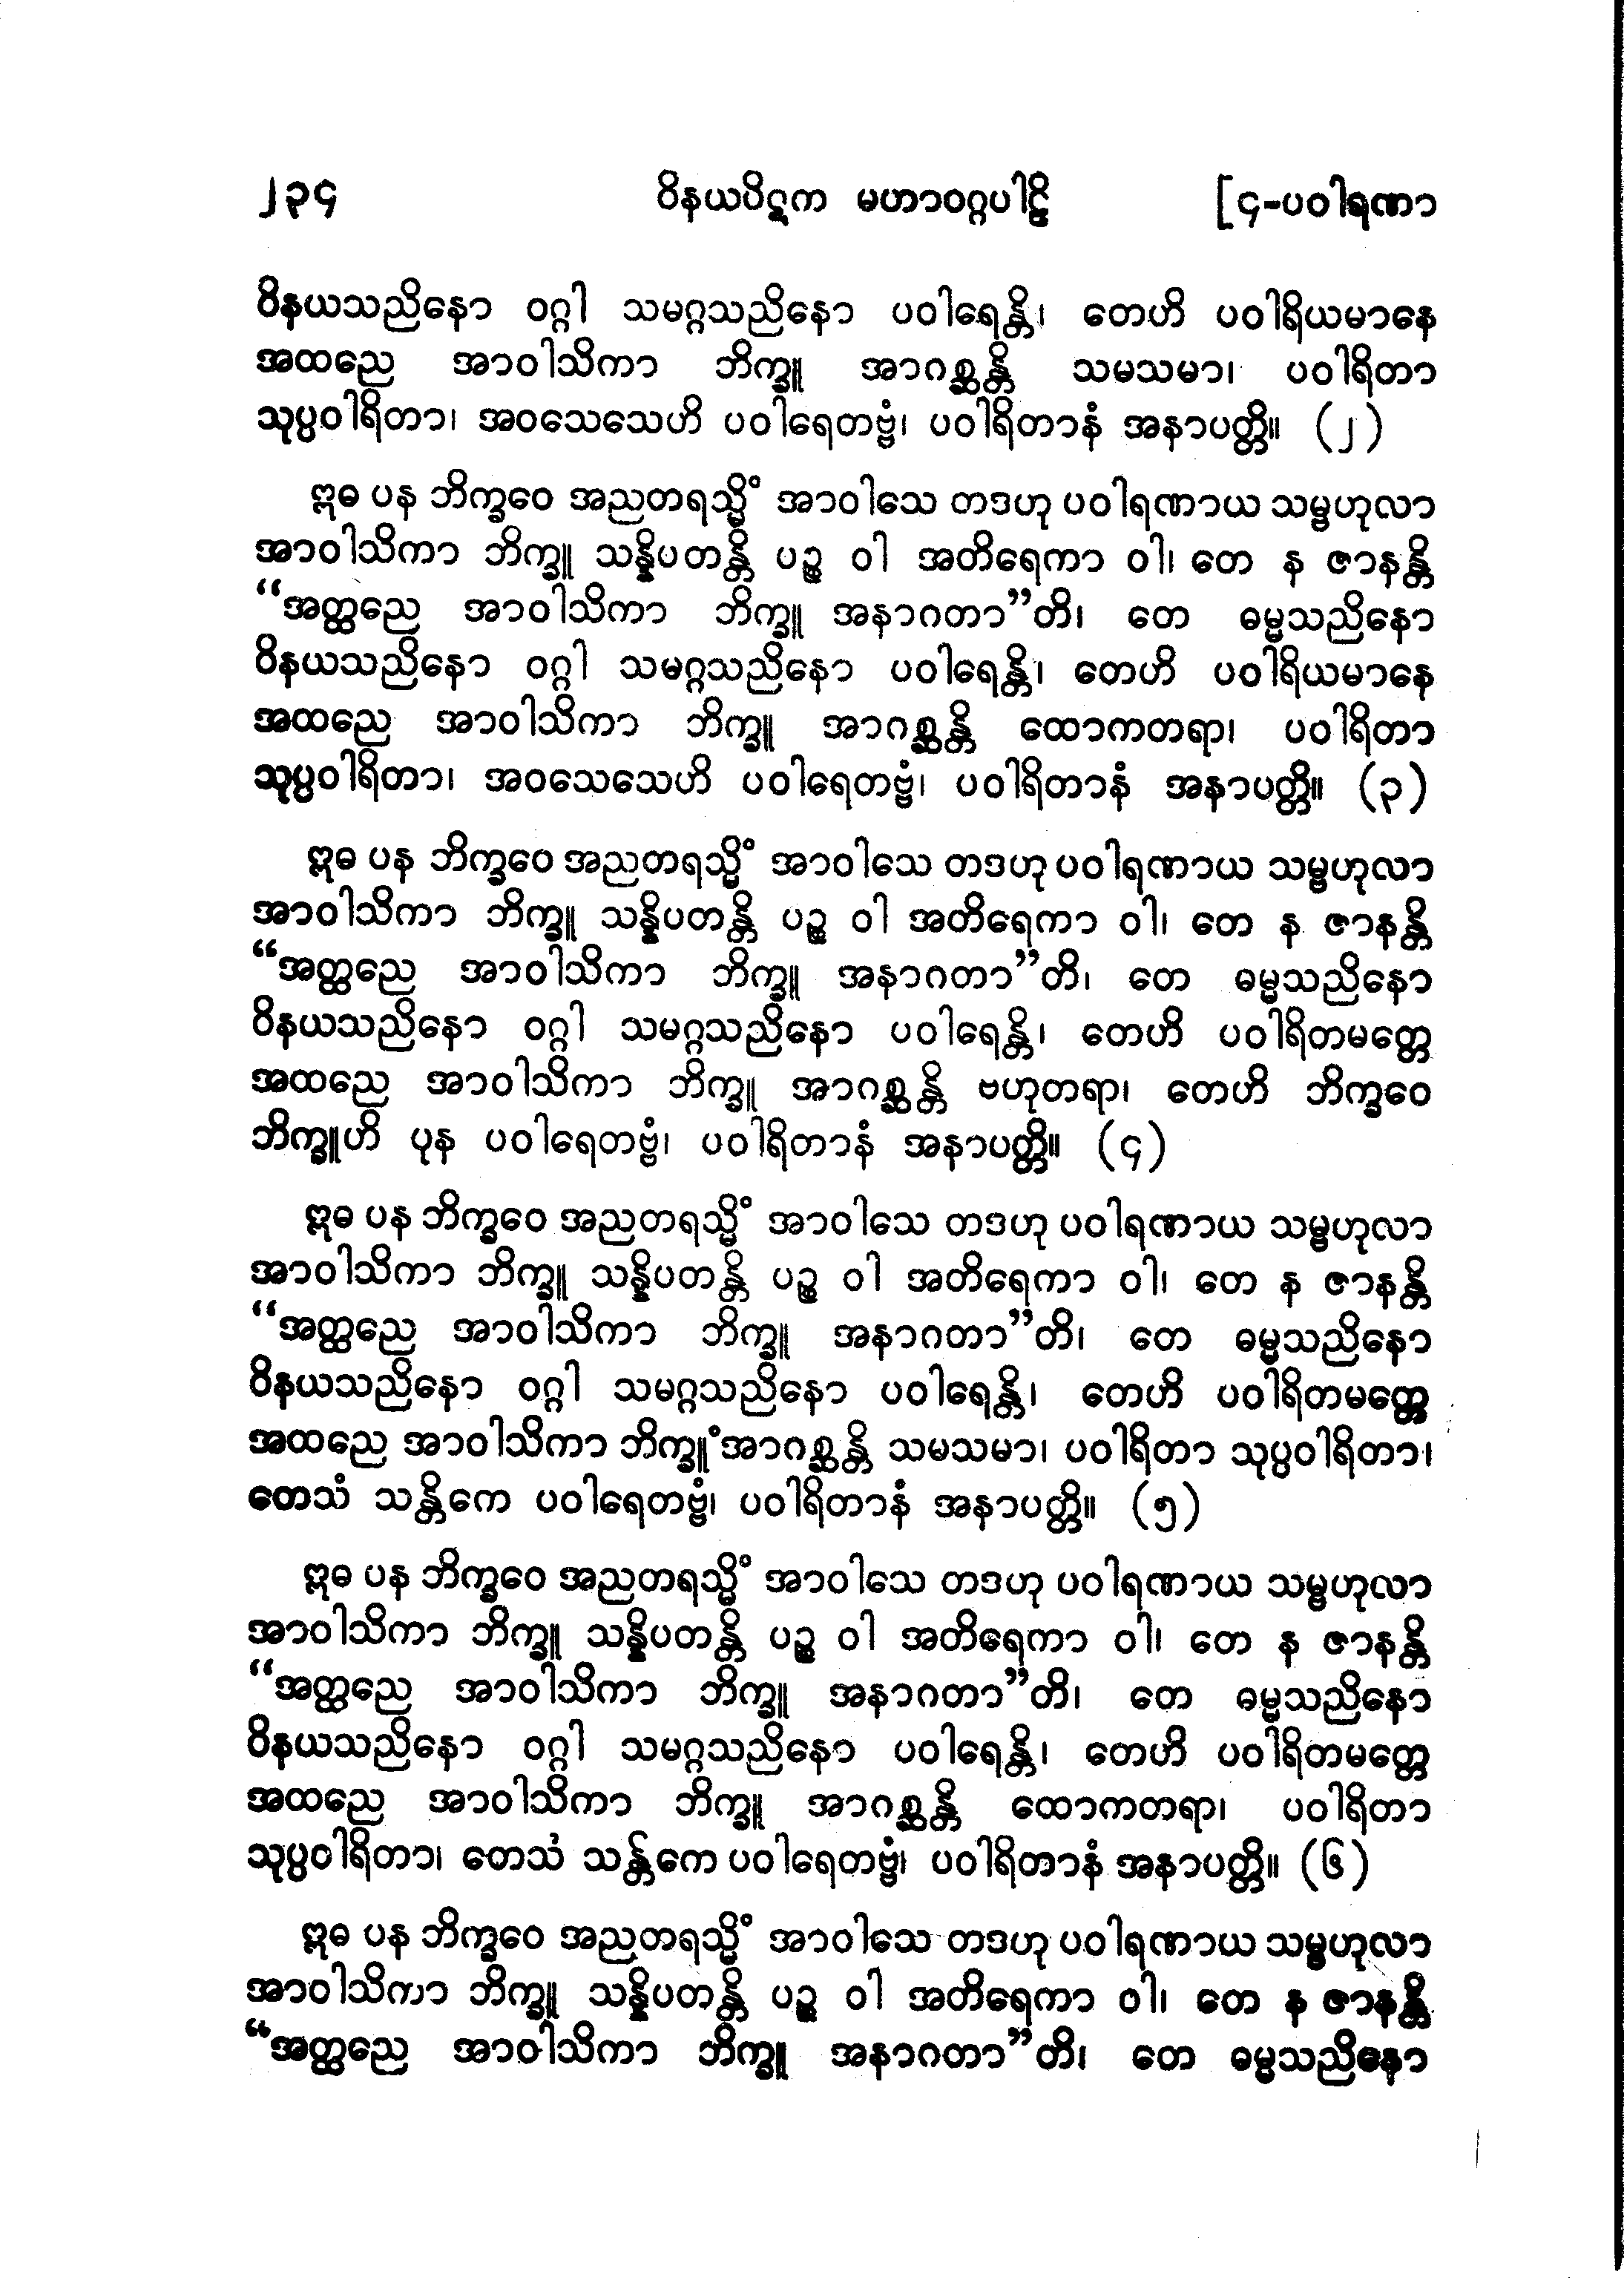 ၂၃၄ ဝိနယပိဋက မဟာဝဂ္ဂပါဠိ [၄-ပဝါရဏာ
ဝိနယသညိနော ဝဂ္ဂါ သမဂ္ဂသညိနော ပဝါရေန္တိ၊ တေဟိ ပဝါရိယမာနေ
အထညေ အာဝါသိကာ ဘိက္ခူ အာဂစ္ဆန္တိ သမသမာ၊ ပဝါရိတာ
သုပ္ပဝါရိတာ၊ အဝသေသေဟိ ပဝါရေတဗ္ဗံ၊ ပဝါရိတာနံ အနာပတ္တိ။ (၂)
ဣဓ ပန ဘိက္ခဝေ အညတရသ္မိံ အာဝါသေ တဒဟု ပဝါရဏာယ သမ္ဗဟုလာ
အာဝါသိကာ ဘိက္ခူ သန္နိပတန္တိ ပဉ္စ ဝါ အတိရေကာ ဝါ၊ တေ န ဇာနန္တိ
“အတ္ထညေ အာဝါသိကာ ဘိက္ခူ အနာဂတာ”တိ၊ တေ ဓမ္မသညိနော
ဝိနယသညိနော ဝဂ္ဂါ သမဂ္ဂသညိနော ပဝါရေန္တိ၊ တေဟိ ပဝါရိယမာနေ
အထညေ အာဝါသိကာ ဘိက္ခူ အာဂစ္ဆန္တိ ထောကတရာ၊ ပဝါရိတာ
သုပ္ပဝါရိတာ၊ အဝသေသေဟိ ပဝါရေတဗ္ဗံ၊ ပဝါရိတာနံ အနာပတ္တိ။ (၃)
ဣဓ ပန ဘိက္ခဝေ အညတရသ္မိံ အာဝါသေ တဒဟု ပဝါရဏာယ သမ္ဗဟုလာ
အာဝါသိကာ ဘိက္ခူ သန္နိပတန္တိ ပဉ္စ ဝါ အတိရေကာ ဝါ၊ တေ န ဇာနန္တိ
“အတ္ထညေ အာဝါသိကာ ဘိက္ခူ အနာဂတာ”တိ၊ တေ ဓမ္မသညိနော
ဝိနယသညိနော ဝဂ္ဂါ သမဂ္ဂသညိနော ပဝါရေန္တိ၊ တေဟိ ပဝါရိတမတ္တေ
အထညေ အာဝါသိကာ ဘိက္ခူ အာဂစ္ဆန္တိ ဗဟုတရာ၊ တေဟိ ဘိက္ခဝေ
ဘိက္ခူဟိ ပုန ပဝါရေတဗ္ဗံ၊ ပဝါရိတာနံ အနာပတ္တိ။ (၄)
ဣဓ ပန ဘိက္ခဝေ အညတရသ္မိံ အာဝါသေ တဒဟု ပဝါရဏာယ သမ္ဗဟုလာ
အာဝါသိကာ ဘိက္ခူ သန္နိပတန္တိ ပဉ္စ ဝါ အတိရေကာ ဝါ၊ တေ န ဇာနန္တိ
“အတ္ထညေ အာဝါသိကာ ဘိက္ခူ အနာဂတာ”တိ၊ တေ ဓမ္မသညိနော
ဝိနယသညိနော ဝဂ္ဂါ သမဂ္ဂသညိနော ပဝါရေန္တိ၊ တေဟိ ပဝါရိတမတ္တေ
အထညေ အာဝါသိကာ ဘိက္ခူ အာဂစ္ဆန္တိ သမသမာ၊ ပဝါရိတာ သုပ္ပဝါရိတာ၊
တေသံ သန္တိကေ ပဝါရေတဗ္ဗံ၊ ပဝါရိတာနံ အနာပတ္တိ။ (၅)
ဣဓ ပန ဘိက္ခဝေ အညတရသ္မိံ အာဝါသေ တဒဟု ပဝါရဏာယ သမ္ဗဟုလာ
အာဝါသိကာ ဘိက္ခူ သန္နိပတန္တိ ပဉ္စ ဝါ အတိရေကာ ဝါ၊ တေ န ဇာနန္တိ
“အတ္ထညေ အာဝါသိကာ ဘိက္ခူ အနာဂတာ”တိ၊ တေ ဓမ္မသညိနော
ဝိနယသညိနော ဝဂ္ဂါ သမဂ္ဂသညိနော ပဝါရေန္တိ၊ တေဟိ ပဝါရိတမတ္တေ
အထညေ အာဝါသိကာ ဘိက္ခူ အာဂစ္ဆန္တိ ထောကတရာ၊ ပဝါရိတာ
သုပ္ပဝါရိတာ၊ တေသံ သန္တိကေ ပဝါရေတဗ္ဗံ၊ ပဝါရိတာနံ အနာပတ္တိ။ (၆)
ဣဓ ပန ဘိက္ခဝေ အညတရသ္မိံ အာဝါသေ တဒဟု ပဝါရဏာယ သမ္ဗဟုလာ
အာဝါသိကာ ဘိက္ခူ သန္နိပတန္တိ ပဉ္စ ဝါ အတိရေကာ ဝါ၊ တေ န ဇာနန္တိ
“အတ္ထညေ အာဝါသိကာ ဘိက္ခူ အနာဂတာ”တိ၊ တေ ဓမ္မသညိနော